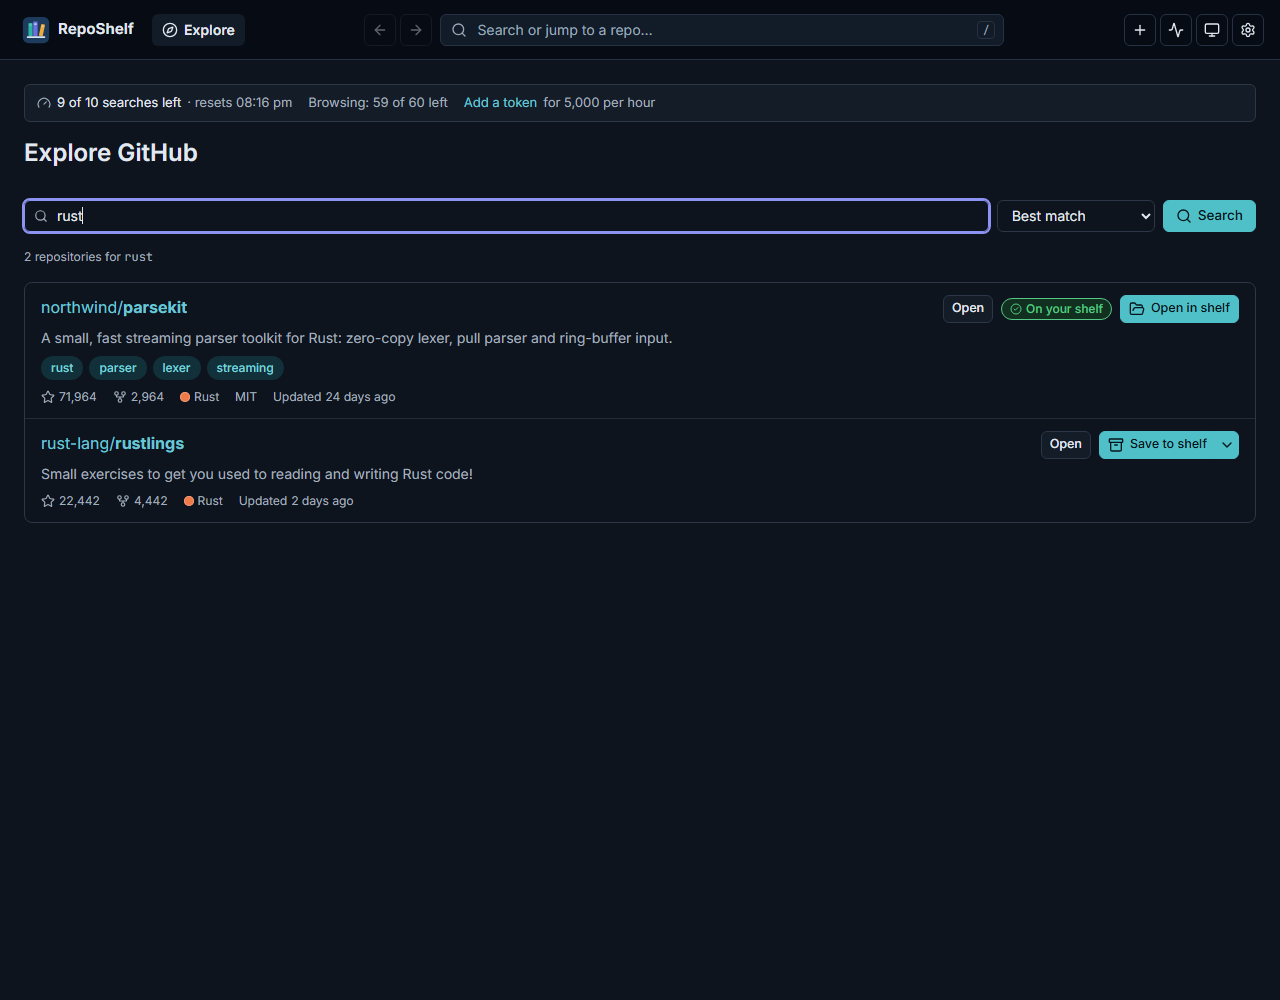 RepoShelf Explore Search or jump to a repo... /
9 of 10 searches left · resets 08:16 pm Browsing: 59 of 60 left Add a token for 5,000 per hour
Explore GitHub
rust Best match Search
2 repositories for rust
northwind/parsekit Open On your shelf Open in shelf
A small, fast streaming parser toolkit for Rust: zero-copy lexer, pull parser and ring-buffer input.
rust parser lexer streaming
71,964 2,964 Rust MIT Updated 24 days ago
rust-lang/rustlings Open Save to shelf
Small exercises to get you used to reading and writing Rust code!
22,442 4,442 Rust Updated 2 days ago